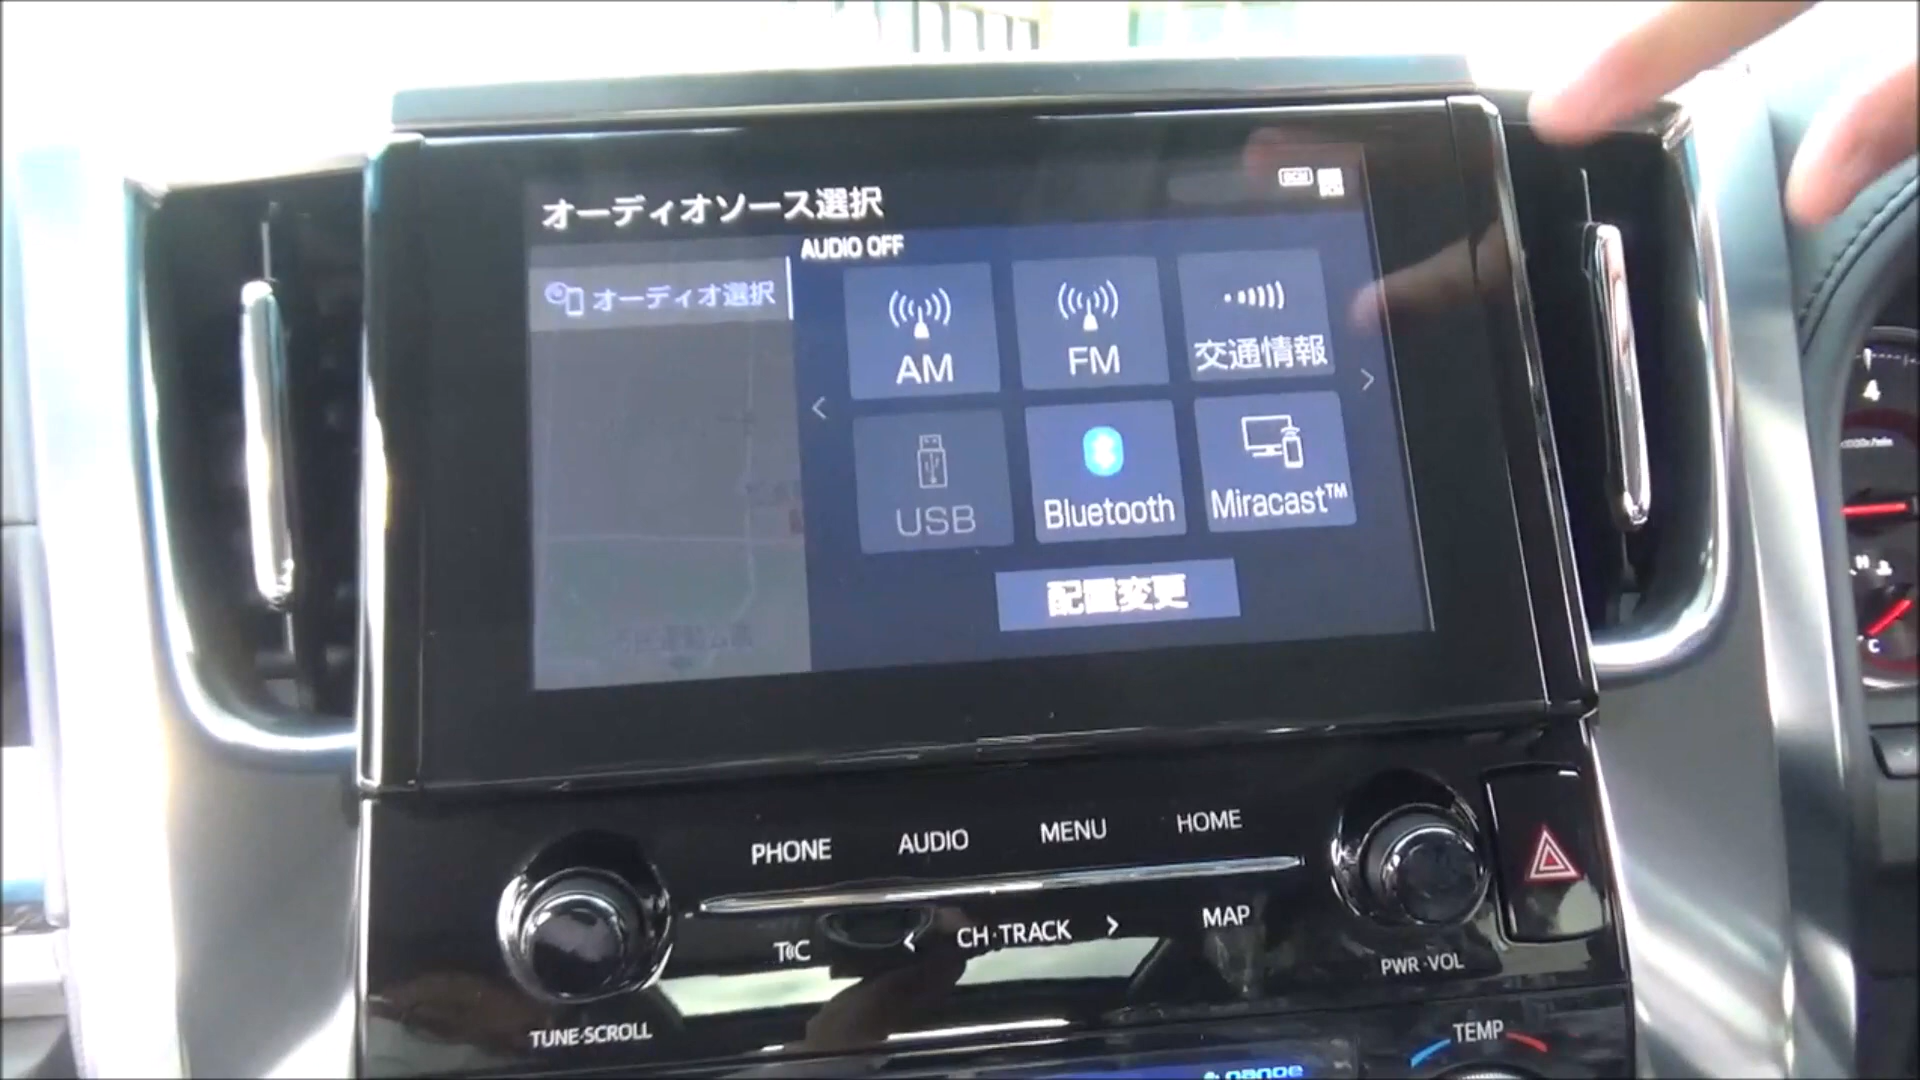 オーディオソース選択
DCM
AUDIO OFF
オーディオ選択
AM
FM
交通情報
<
>
USB
Bluetooth
Miracast™
配置変更
PHONE
AUDIO
MENU
HOME
T
C
<
CH·TRACK
>
MAP
PWR·VOL
TUNE·SCROLL
TEMP
4
H
C